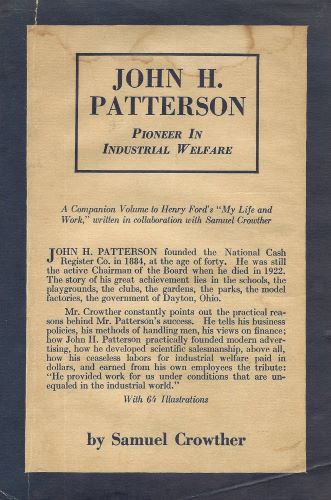 JOHN H.
PATTERSON
PIONEER IN
INDUSTRIAL WELFARE
A Companion Volume to Henry Ford's "My Life and
Work," written in collaboration with Samuel Crowther
JOHN H. PATTERSON founded the National Cash
Register Co. in 1884, at the age of forty. He was still
the active Chairman of the Board when he died in 1922.
The story of his great achievement lies in the schools, the
playgrounds, the clubs, the gardens, the parks, the model
factories, the government of Dayton, Ohio.
Mr. Crowther constantly points out the practical rea-
sons behind Mr. Patterson's success. He tells his business
policies, his methods of handling men, his views on finance;
how John H. Patterson practically founded modern adver-
tising, how he developed scientific salesmanship, above all,
how his ceaseless labors for industrial welfare paid in
dollars, and earned from his own employees the tribute:
"He provided work for us under conditions that are un-
equaled in the industrial world."
With 64 Illustrations
by Samuel Crowther